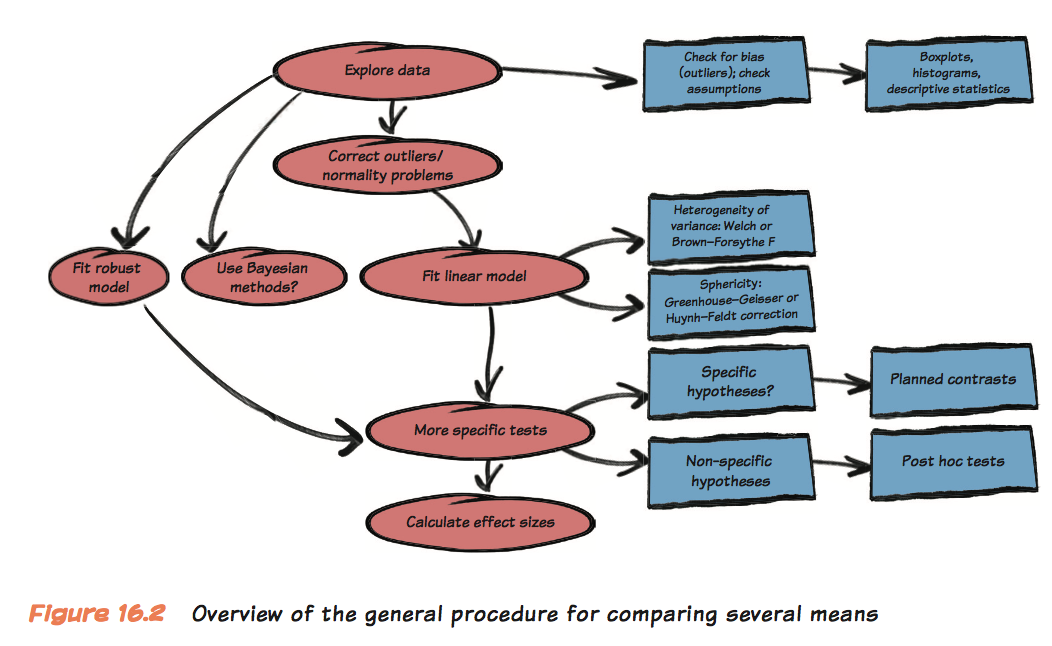 Explore data
Check for bias
(outliers); check
assumptions
Boxplots,
histograms,
descriptive statistics
Correct outliers/
normality problems
Heterogeneity of
variance: Welch or
Brown–Forsythe F
Fit robust
model
Use Bayesian
methods?
Fit linear model
Sphericity:
Greenhouse–Geisser or
Huynh–Feldt correction
Specific
hypotheses?
Planned contrasts
More specific tests
Non-specific
hypotheses
Post hoc tests
Calculate effect sizes
Figure 16.2 Overview of the general procedure for comparing several means